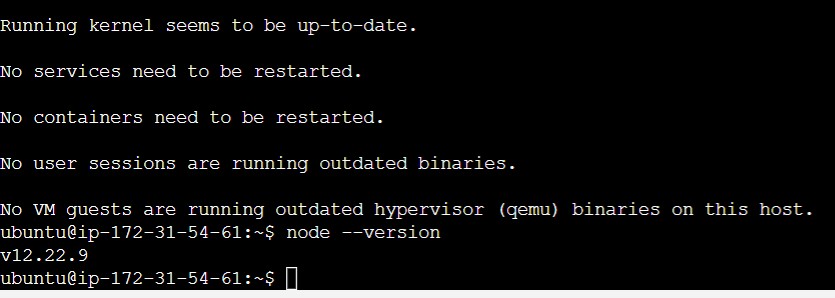 Running kernel seems to be up-to-date.
No services need to be restarted.
No containers need to be restarted.
No user sessions are running outdated binaries.
No VM guests are running outdated hypervisor (qemu) binaries on this host.
ubuntu@ip-172-31-54-61:~$ node --version
v12.22.9
ubuntu@ip-172-31-54-61:~$